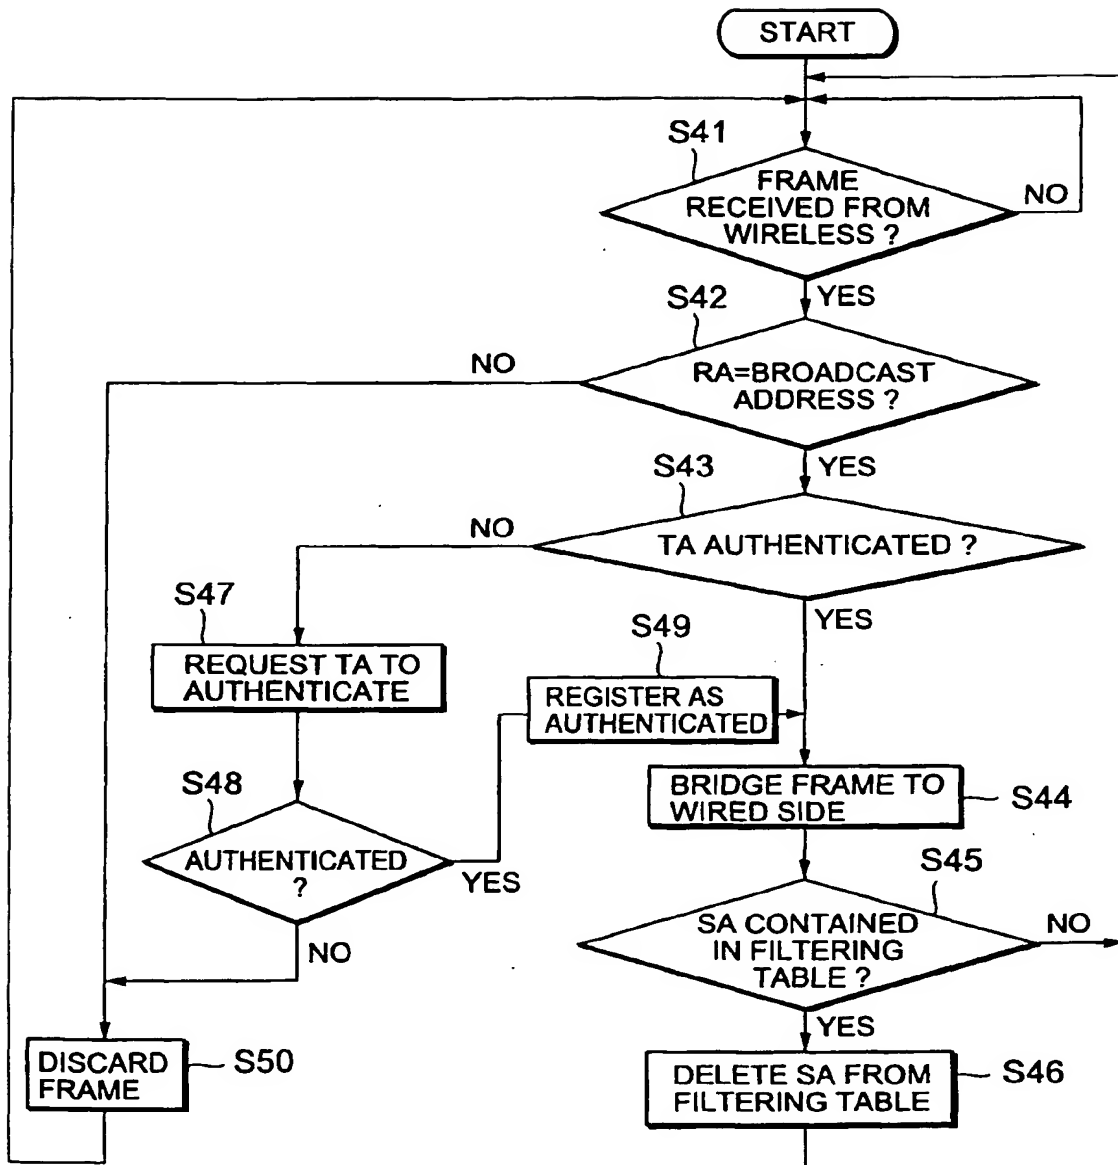 START
S41
FRAME
RECEIVED FROM
WIRELESS ?
NO
YES
S42
NO
RA=BROADCAST
ADDRESS ?
YES
S43
NO
TA AUTHENTICATED ?
YES
S47
REQUEST TA TO
AUTHENTICATE
S49
REGISTER AS
AUTHENTICATED
S48
AUTHENTICATED
?
YES
NO
BRIDGE FRAME TO
WIRED SIDE
S44
S45
SA CONTAINED
IN FILTERING
TABLE ?
NO
YES
DISCARD
FRAME
S50
DELETE SA FROM
FILTERING TABLE
S46